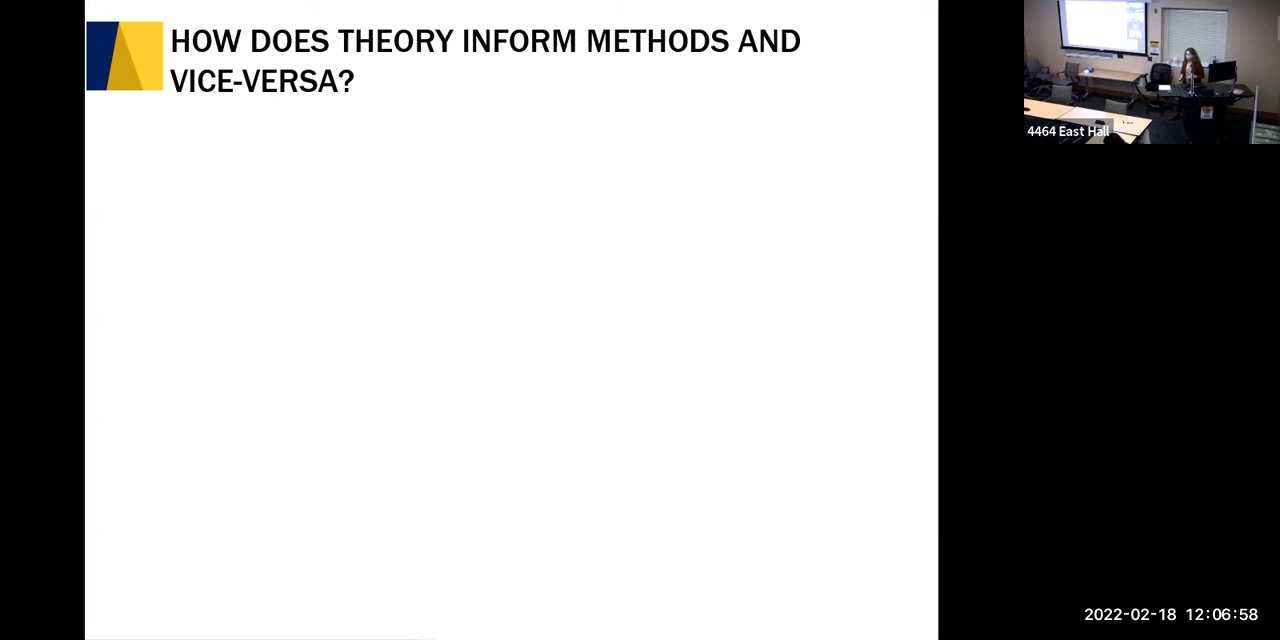 HOW DOES THEORY INFORM METHODS AND
VICE-VERSA?
4464 East Hall
2022-02-18 12:06:58